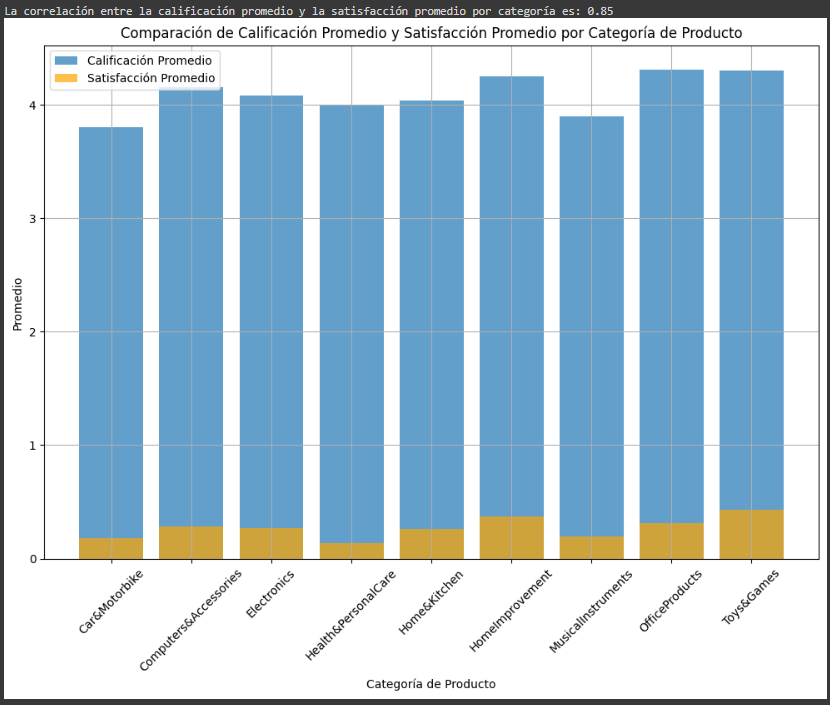 La correlación entre la calificación promedio y la satisfacción promedio por categoría es: 0.85
Comparación de Calificación Promedio y Satisfacción Promedio por Categoría de Producto
Calificación Promedio
Satisfacción Promedio
4
3
2
1
0
Promedio
Car&Motorbike
Computers&Accessories
Electronics
Health&PersonalCare
Home&Kitchen
HomeImprovement
MusicalInstruments
OfficeProducts
Toys&Games
Categoría de Producto